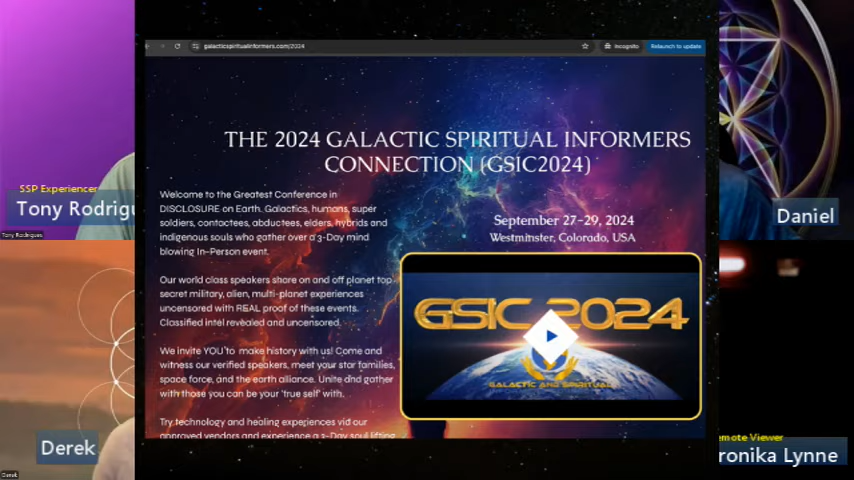 galacticspiritualinformers.com/2024
Incognito
Relaunch to update
THE 2024 GALACTIC SPIRITUAL INFORMERS
CONNECTION (GSIC2024)
Welcome to the Greatest Conference in
DISCLOSURE on Earth. Galactics, humans, super
soldiers, contactees, abductees, elders, hybrids and
indigenous souls who gather over a 3-Day mind
blowing In-Person event.
Our world class speakers share on and off planet top
secret military, alien, multi-planet experiences
uncensored with REAL proof of these events.
Classified intel revealed and uncensored.
We invite YOU to make history with us! Come and
witness our verified speakers, meet your star families,
space force, and the earth alliance. Unite and gather
with those you can be your 'true self' with.
Try technology and healing experiences via our
approved vendors and experience a 3-Day soul lifting
September 27-29, 2024
Westminster, Colorado, USA
GSIC 2024
GALACTIC AND SPIRITUAL
SSP Experiencer
Tony Rodrigu
Tony Rodrigues
Daniel
Derek
Derek
emote Viewer
ronika Lynne